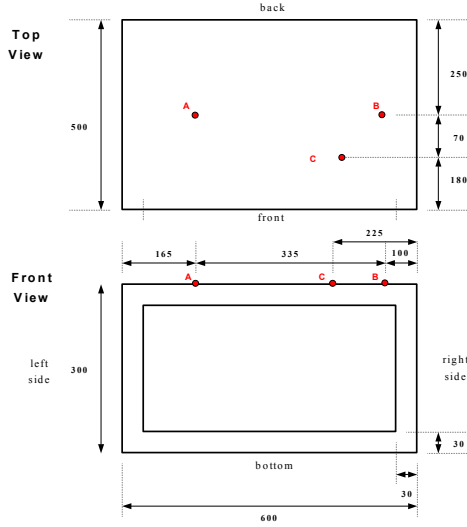 back
Top
View
A
B
C
500
250
70
180
front
225
165
335
100
Front
View
A
C
B
left
side
300
right
side
30
bottom
30
600